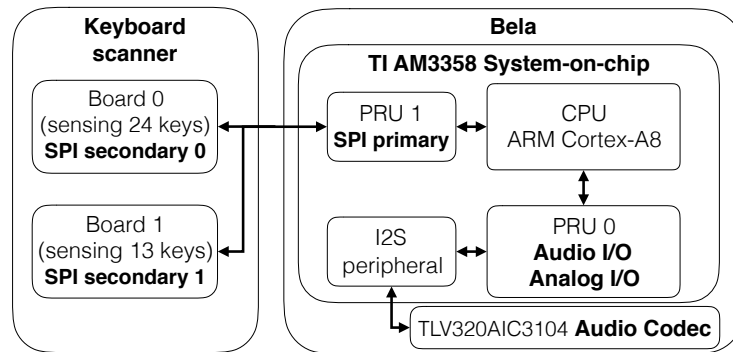 Keyboard
scanner
Board 0
(sensing 24 keys)
SPI secondary 0
Board 1
(sensing 13 keys)
SPI secondary 1
Bela
TI AM3358 System-on-chip
PRU 1
SPI primary
CPU
ARM Cortex-A8
I2S
peripheral
PRU 0
Audio I/O
Analog I/O
TLV320AIC3104 Audio Codec